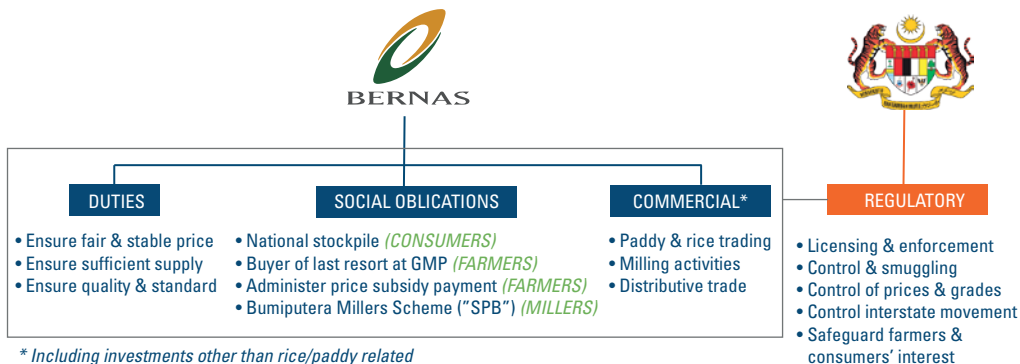 BERNAS
DUTIES
• Ensure fair & stable price
• Ensure sufficient supply
• Ensure quality & standard
SOCIAL OBLICATIONS
• National stockpile (CONSUMERS)
• Buyer of last resort at GMP (FARMERS)
• Administer price subsidy payment (FARMERS)
• Bumiputera Millers Scheme (”SPB”) (MILLERS)
COMMERCIAL*
• Paddy & rice trading
• Milling activities
• Distributive trade
REGULATORY
• Licensing & enforcement
• Control & smuggling
• Control of prices & grades
• Control interstate movement
• Safeguard farmers &
consumers’ interest
* Including investments other than rice/paddy related